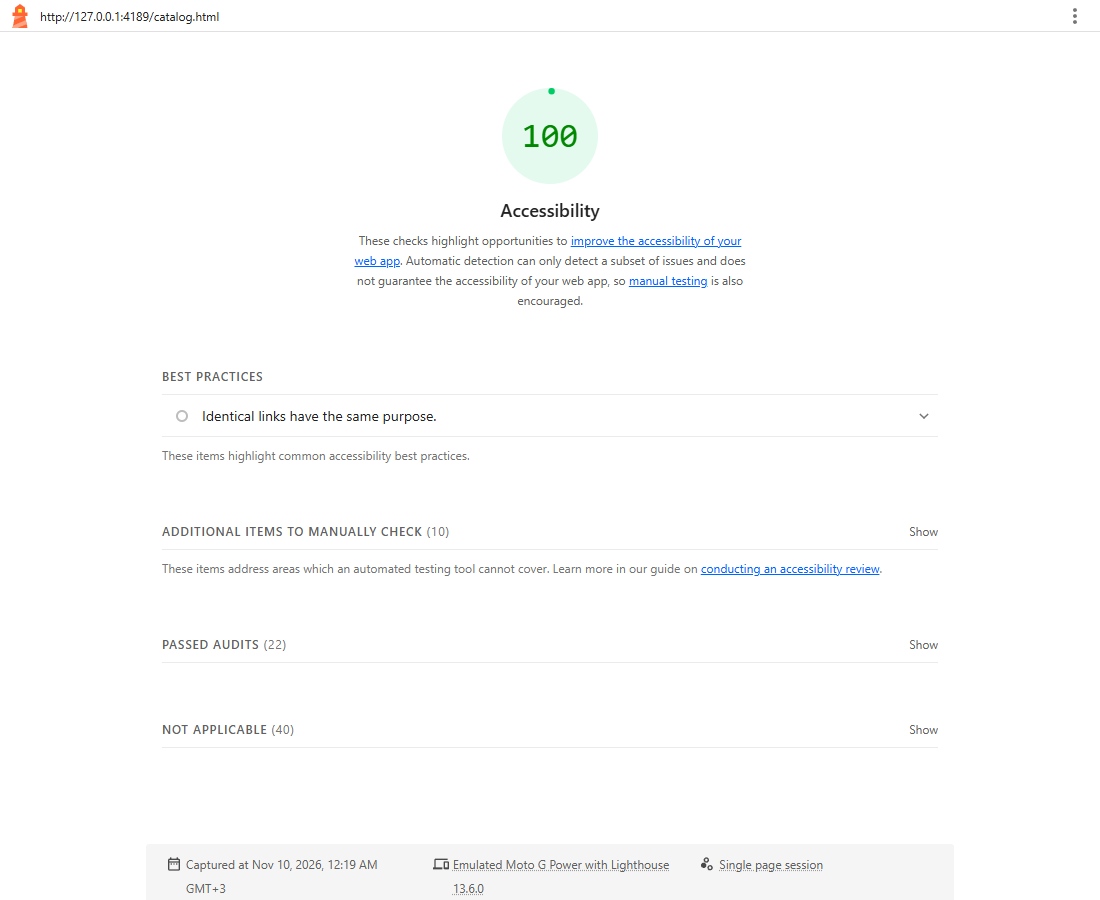 http://127.0.0.1:4189/catalog.html
100
Accessibility
These checks highlight opportunities to improve the accessibility of your
web app. Automatic detection can only detect a subset of issues and does
not guarantee the accessibility of your web app, so manual testing is also
encouraged.
BEST PRACTICES
Identical links have the same purpose.
These items highlight common accessibility best practices.
ADDITIONAL ITEMS TO MANUALLY CHECK (10) Show
These items address areas which an automated testing tool cannot cover. Learn more in our guide on conducting an accessibility review.
PASSED AUDITS (22) Show
NOT APPLICABLE (40) Show
Captured at Nov 10, 2026, 12:19 AM
GMT+3
Emulated Moto G Power with Lighthouse
13.6.0
Single page session